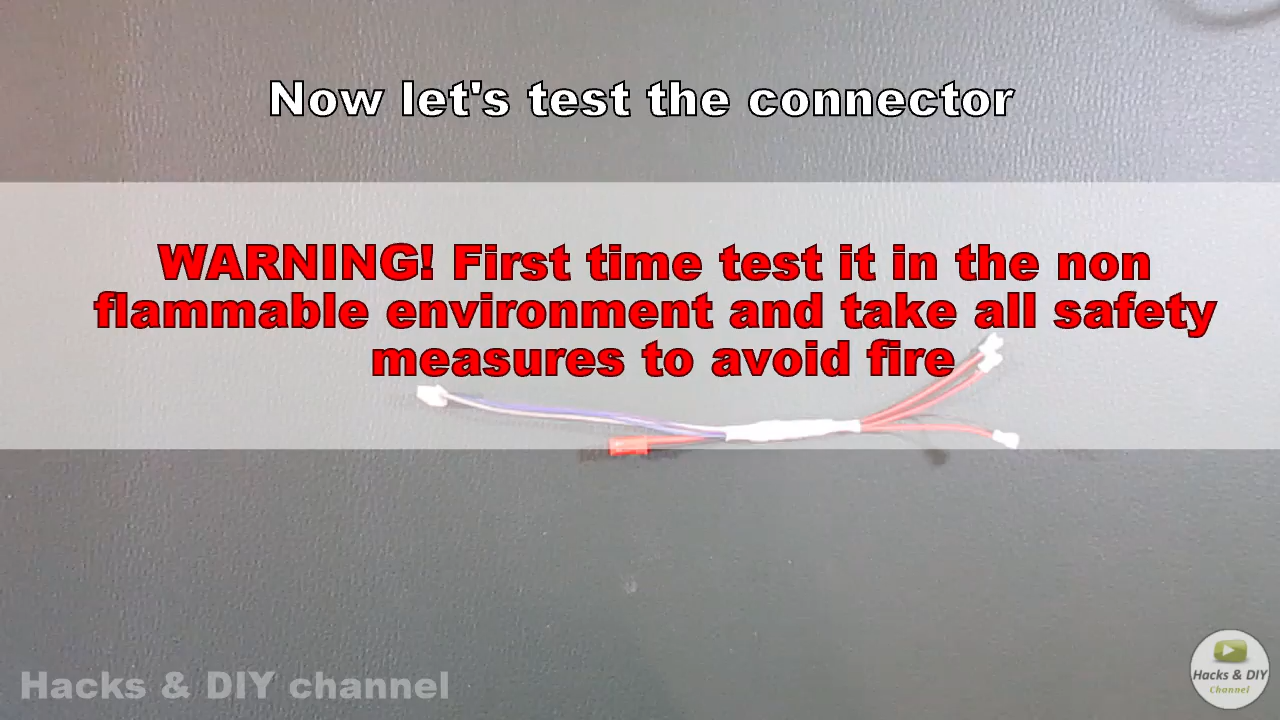 Now let's test the connector
WARNING! First time test it in the non
flammable environment and take all safety
measures to avoid fire
Hacks & DIY channel
Hacks & DIY
Channel